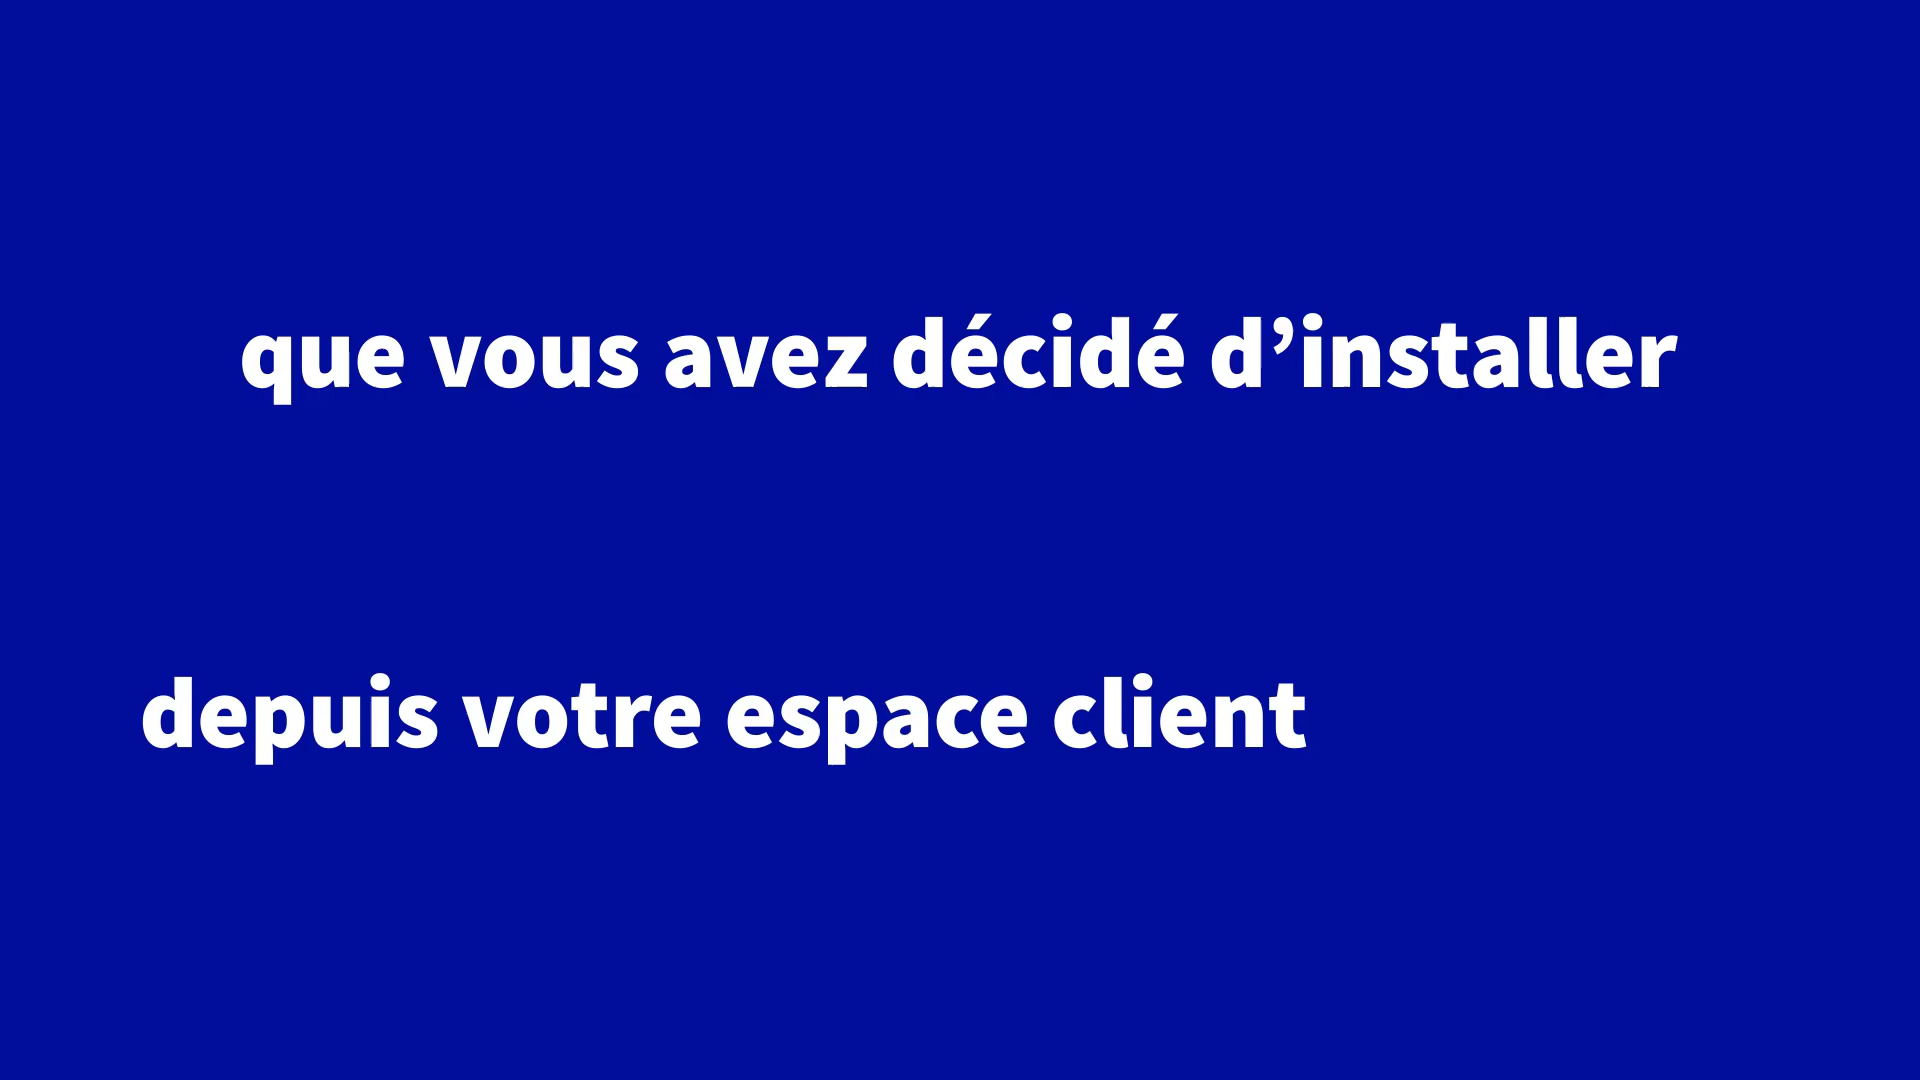 que vous avez décidé d’installer
depuis votre espace client